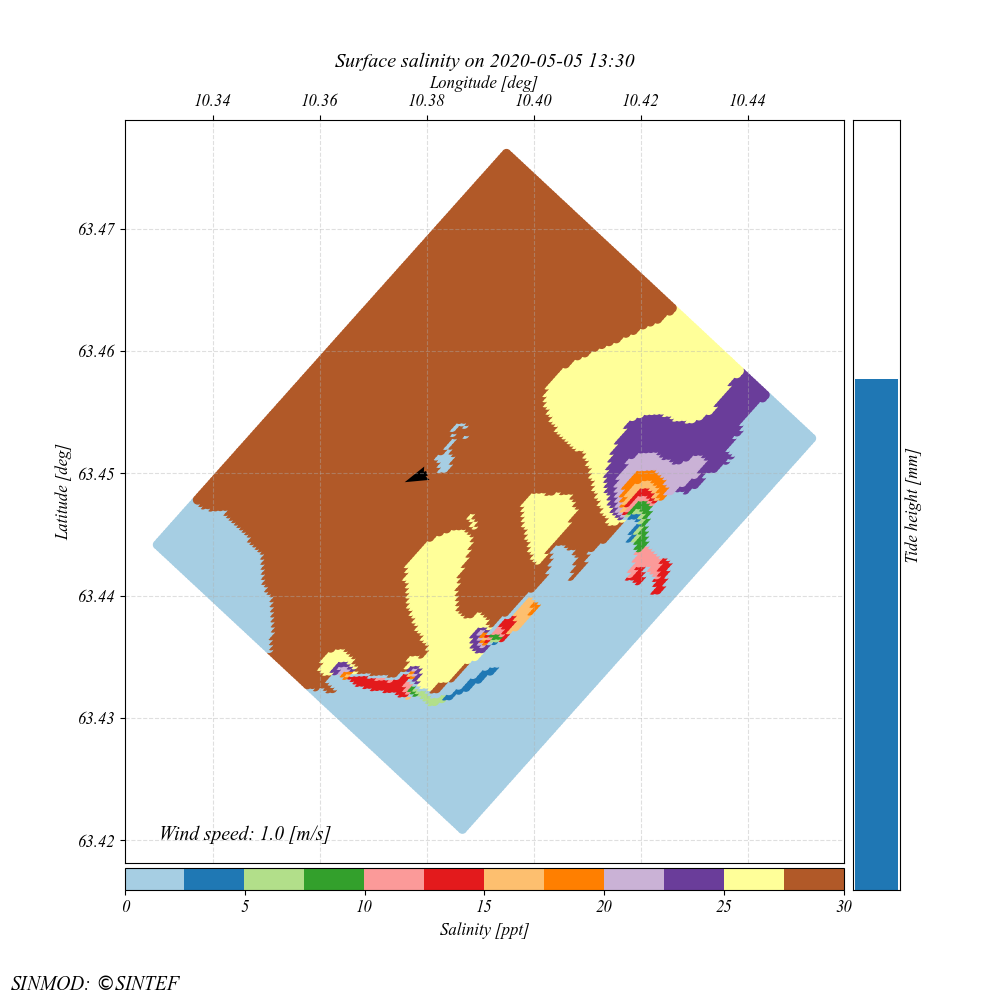 Surface salinity on 2020-05-05 13:30
Longitude [deg]
10.34 10.36 10.38 10.40 10.42 10.44
63.47
63.46
63.45
63.44
63.43
63.42
Latitude [deg]
Tide height [mm]
Wind speed: 1.0 [m/s]
0 5 10 15 20 25 30
Salinity [ppt]
SINMOD: ©SINTEF